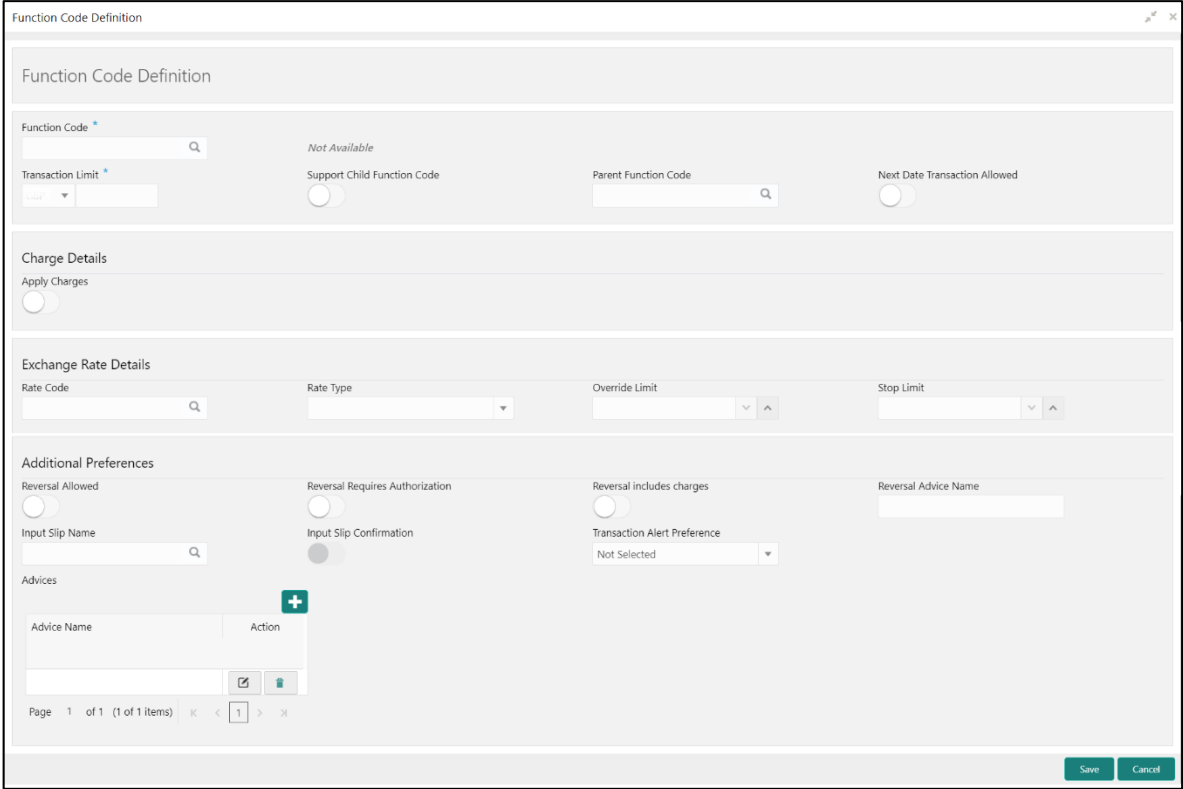 Function Code Definition
Function Code Definition
Function Code *
Not Available
Transaction Limit * Support Child Function Code Parent Function Code Next Date Transaction Allowed
Charge Details
Apply Charges
Exchange Rate Details
Rate Code Rate Type Override Limit Stop Limit
Additional Preferences
Reversal Allowed Reversal Requires Authorization Reversal includes charges Reversal Advice Name
Input Slip Name Input Slip Confirmation Transaction Alert Preference
Not Selected
Advices
Advice Name Action
Page 1 of 1 (1 of 1 items) 1
Save Cancel